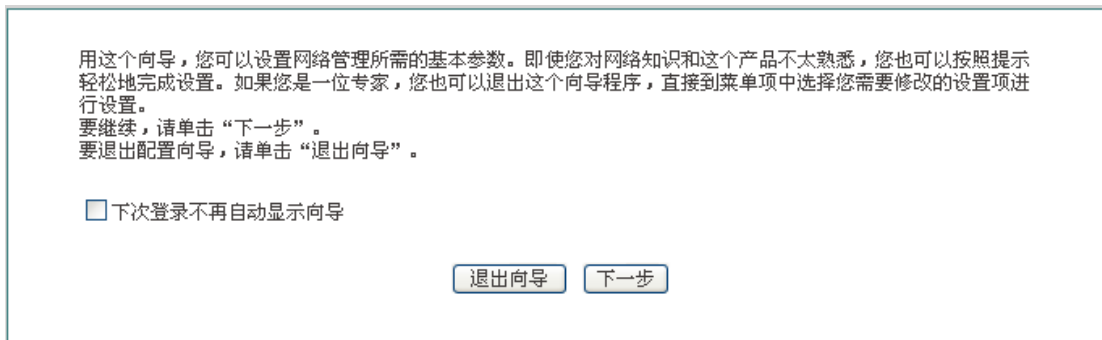 用这个向导，您可以设置网络管理所需的基本参数。即使您对网络知识和这个产品不太熟悉，您也可以按照提示
轻松地完成设置。如果您是一位专家，您也可以退出这个向导程序，直接到菜单项中选择您需要修改的设置项进
行设置。
要继续，请单击“下一步”。
要退出配置向导，请单击“退出向导”。
下次登录不再自动显示向导
退出向导 下一步